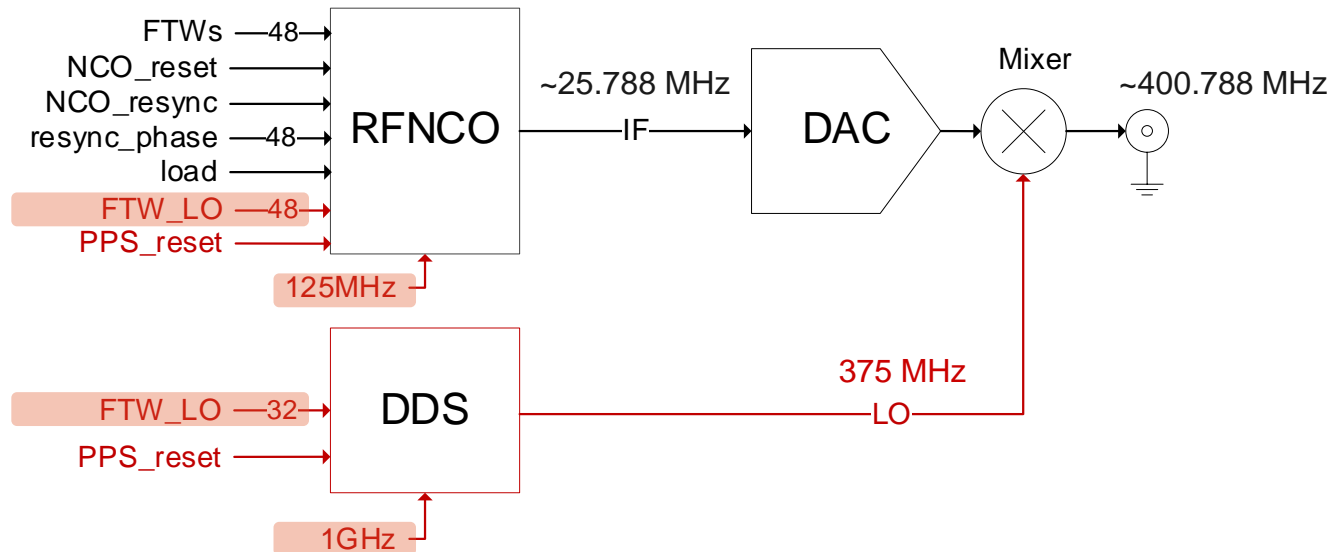 FTWs 48
NCO_reset
NCO_resync
resync_phase 48
load
FTW_LO 48
PPS_reset
125MHz
RFNCO
~25.788 MHz
IF
DAC
Mixer
~400.788 MHz
FTW_LO 32
PPS_reset
1GHz
DDS
375 MHz
LO